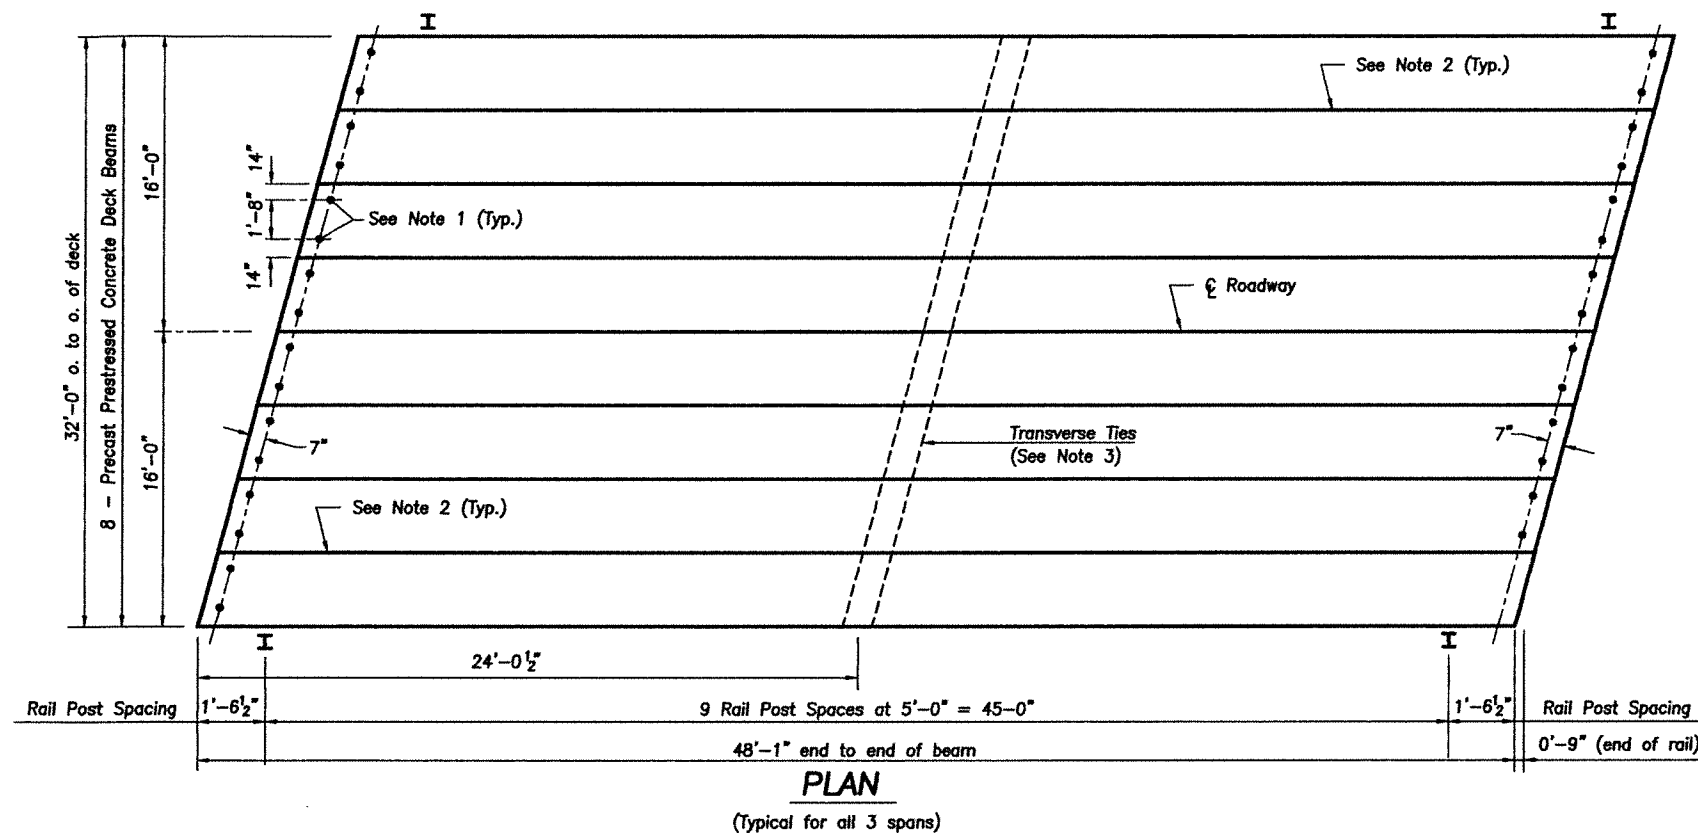 See Note 2 (Typ.)
32'-0" o. to o. of deck
8 - Precast Prestressed Concrete Deck Beams
16'-0"
14"
1'-8"
14"
See Note 1 (Typ.)
℄ Roadway
16'-0"
7"
Transverse Ties
(See Note 3)
7"
See Note 2 (Typ.)
24'-0½"
Rail Post Spacing
1'-6½"
9 Rail Post Spaces at 5'-0" = 45-0"
1'-6½"
Rail Post Spacing
48'-1" end to end of beam
0'-9" (end of rail)
PLAN
(Typical for all 3 spans)